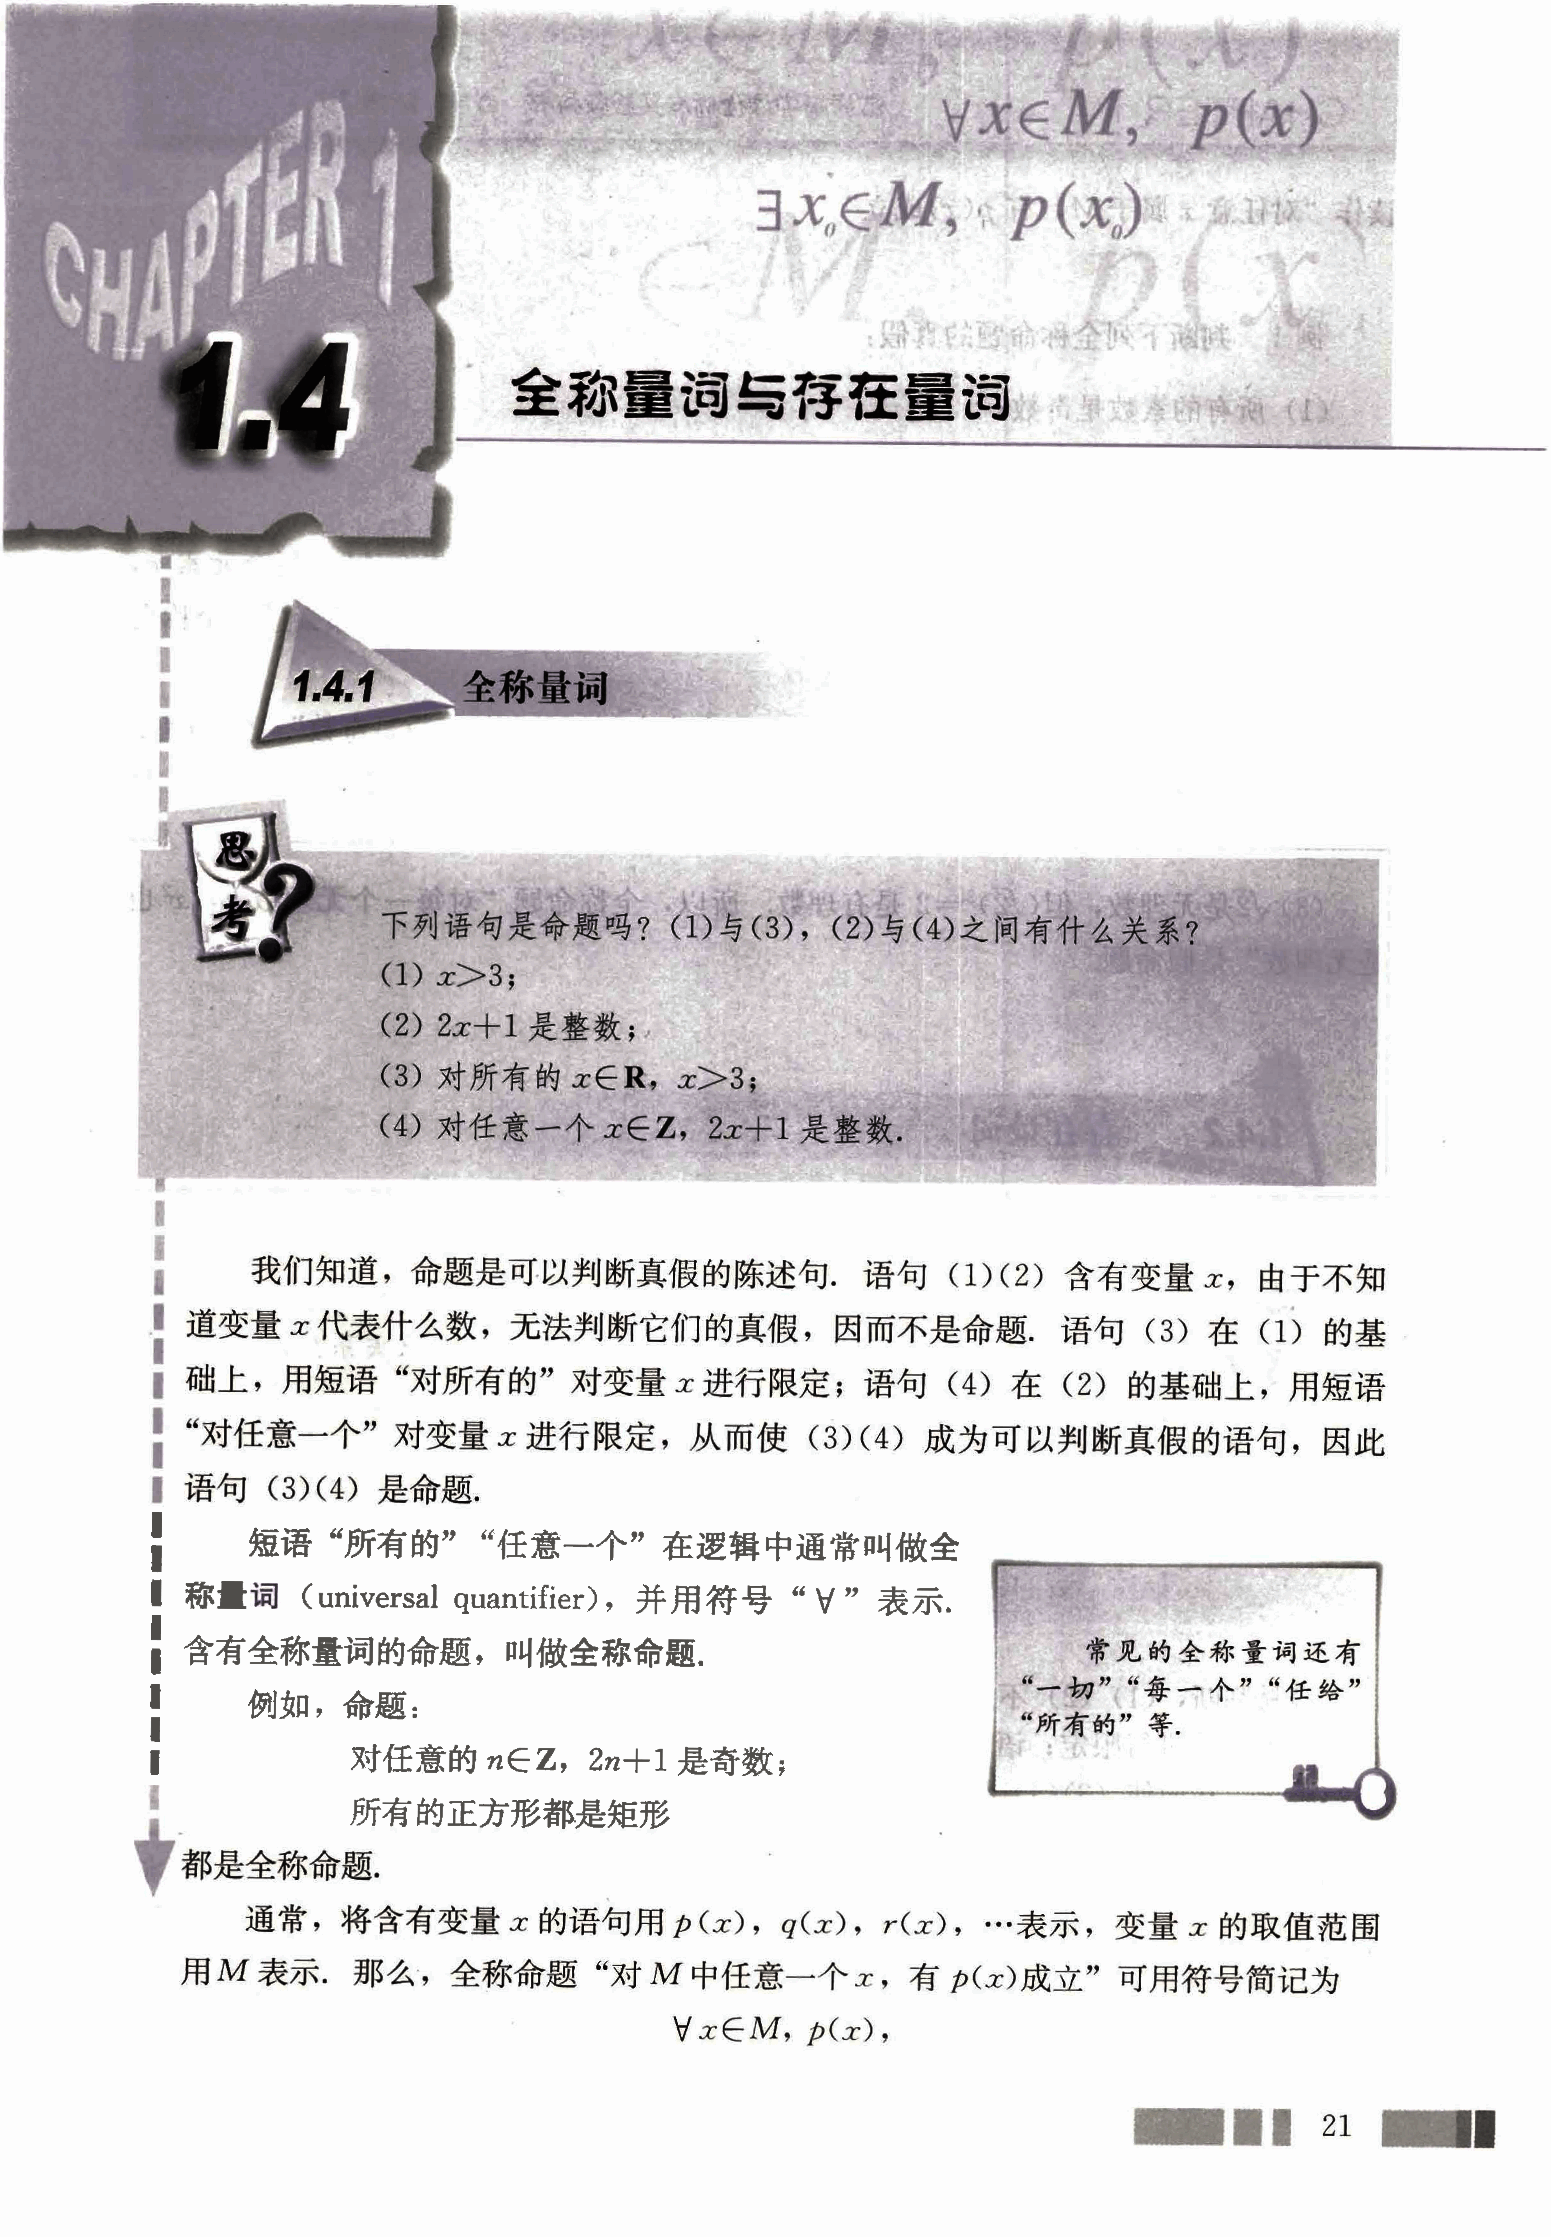 ∀x∈M, p(x)
∃x₀∈M, p(x₀)
CHAPTER 1
1.4
全称量词与存在量词
1.4.1 全称量词
思考?
下列语句是命题吗？(1)与(3)，(2)与(4)之间有什么关系？
(1) x＞3；
(2) 2x＋1 是整数；
(3) 对所有的 x∈R，x＞3；
(4) 对任意一个 x∈Z，2x＋1 是整数.
我们知道，命题是可以判断真假的陈述句. 语句（1）（2）含有变量 x，由于不知
道变量 x 代表什么数，无法判断它们的真假，因而不是命题. 语句（3）在（1）的基
础上，用短语“对所有的”对变量 x 进行限定；语句（4）在（2）的基础上，用短语
“对任意一个”对变量 x 进行限定，从而使（3）（4）成为可以判断真假的语句，因此
语句（3）（4）是命题.
短语“所有的”“任意一个”在逻辑中通常叫做全
称量词（universal quantifier），并用符号“∀”表示.
含有全称量词的命题，叫做全称命题.
例如，命题：
对任意的 n∈Z，2n＋1 是奇数；
所有的正方形都是矩形
都是全称命题.
常见的全称量词还有
“一切”“每一个”“任给”
“所有的”等.
通常，将含有变量 x 的语句用 p(x)，q(x)，r(x)，…表示，变量 x 的取值范围
用 M 表示. 那么，全称命题“对 M 中任意一个 x，有 p(x)成立”可用符号简记为
∀x∈M, p(x)，
21